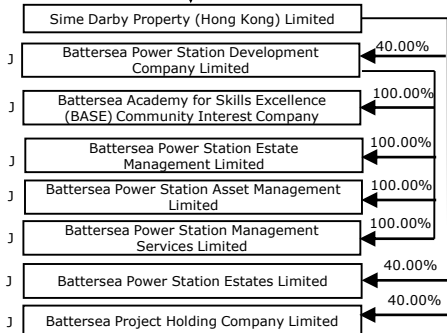 Sime Darby Property (Hong Kong) Limited
J
Battersea Power Station Development
Company Limited
40.00%
J
Battersea Academy for Skills Excellence
(BASE) Community Interest Company
100.00%
J
Battersea Power Station Estate
Management Limited
100.00%
J
Battersea Power Station Asset Management
Limited
100.00%
J
Battersea Power Station Management
Services Limited
100.00%
J
Battersea Power Station Estates Limited
40.00%
J
Battersea Project Holding Company Limited
40.00%